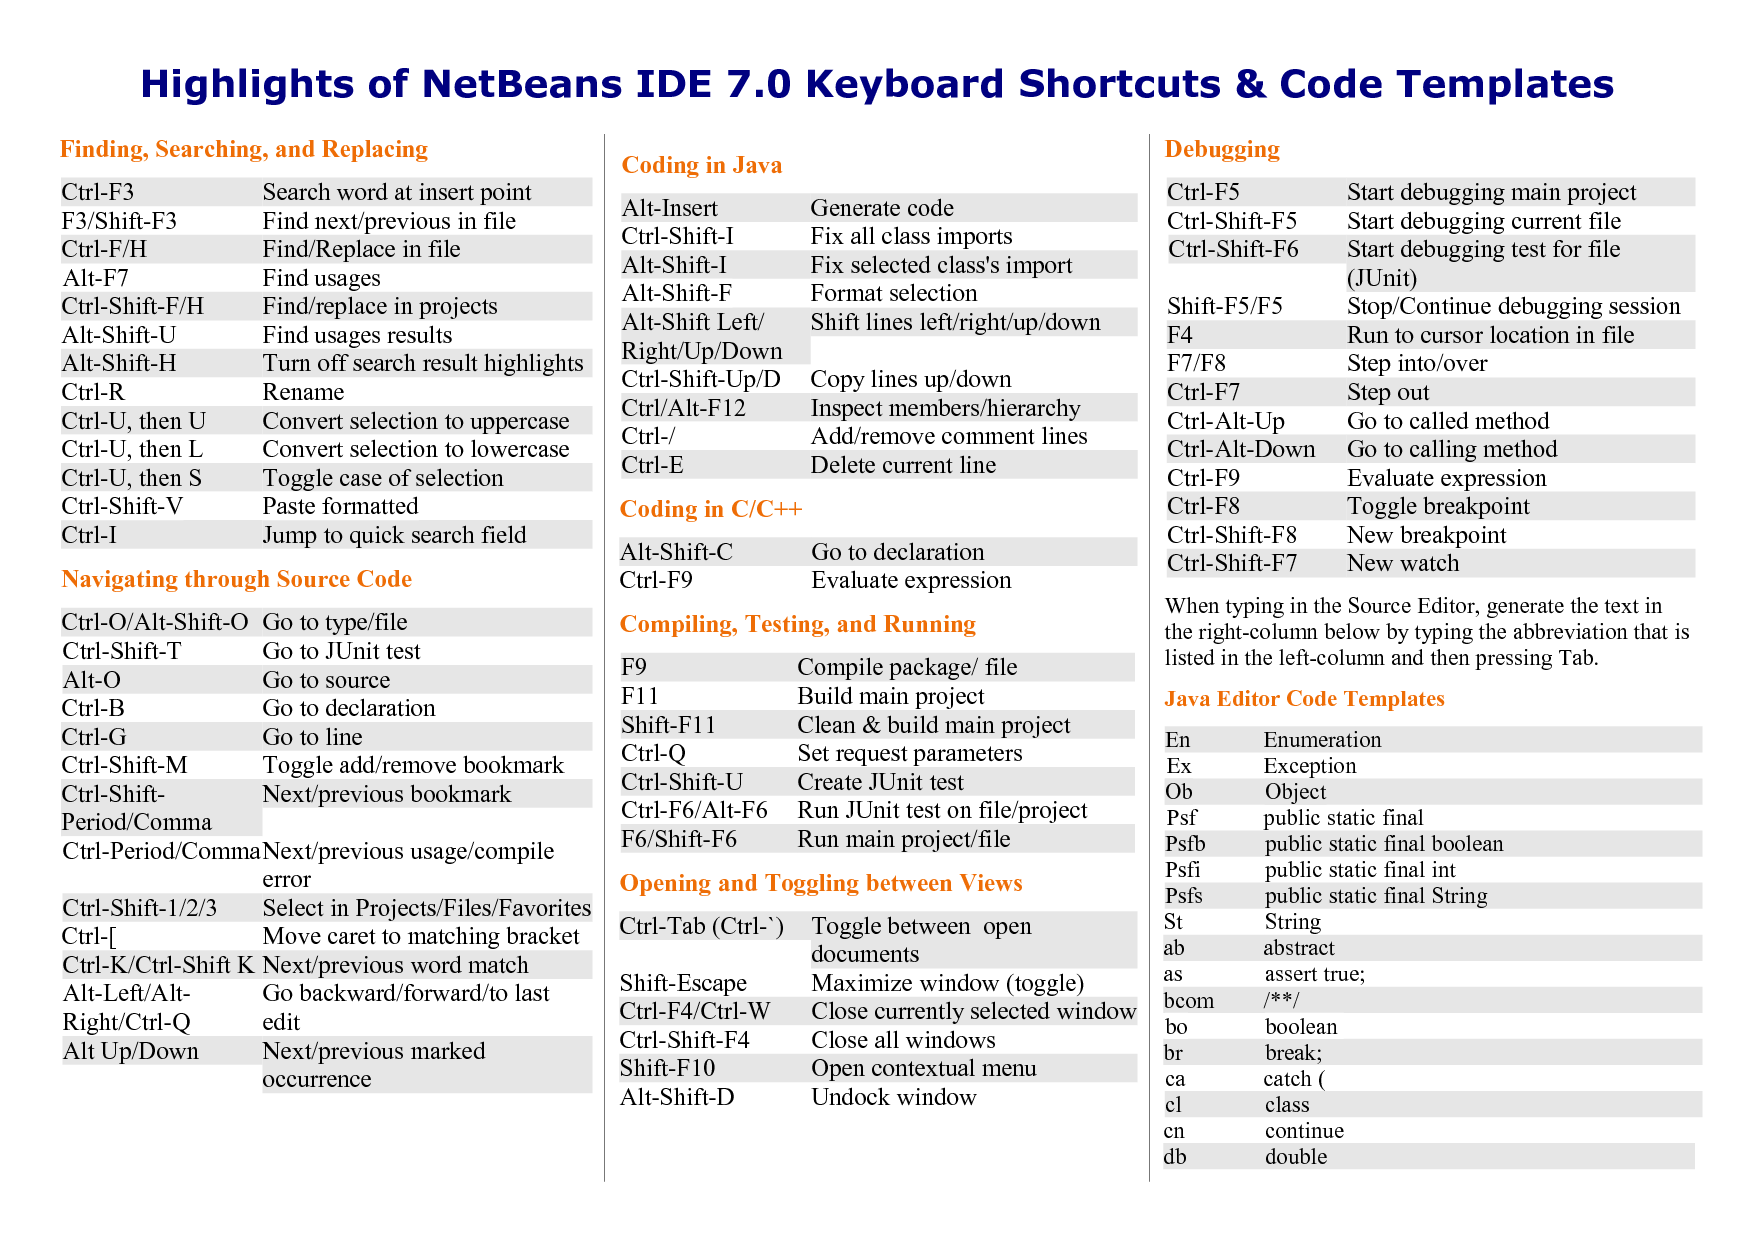 Highlights of NetBeans IDE 7.0 Keyboard Shortcuts & Code Templates
Finding, Searching, and Replacing
Ctrl-F3 Search word at insert point
F3/Shift-F3 Find next/previous in file
Ctrl-F/H Find/Replace in file
Alt-F7 Find usages
Ctrl-Shift-F/H Find/replace in projects
Alt-Shift-U Find usages results
Alt-Shift-H Turn off search result highlights
Ctrl-R Rename
Ctrl-U, then U Convert selection to uppercase
Ctrl-U, then L Convert selection to lowercase
Ctrl-U, then S Toggle case of selection
Ctrl-Shift-V Paste formatted
Ctrl-I Jump to quick search field
Navigating through Source Code
Ctrl-O/Alt-Shift-O Go to type/file
Ctrl-Shift-T Go to JUnit test
Alt-O Go to source
Ctrl-B Go to declaration
Ctrl-G Go to line
Ctrl-Shift-M Toggle add/remove bookmark
Ctrl-Shift- Next/previous bookmark
Period/Comma
Ctrl-Period/Comma Next/previous usage/compile
error
Ctrl-Shift-1/2/3 Select in Projects/Files/Favorites
Ctrl-[ Move caret to matching bracket
Ctrl-K/Ctrl-Shift K Next/previous word match
Alt-Left/Alt- Go backward/forward/to last
Right/Ctrl-Q edit
Alt Up/Down Next/previous marked
occurrence
Coding in Java
Alt-Insert Generate code
Ctrl-Shift-I Fix all class imports
Alt-Shift-I Fix selected class's import
Alt-Shift-F Format selection
Alt-Shift Left/ Shift lines left/right/up/down
Right/Up/Down
Ctrl-Shift-Up/D Copy lines up/down
Ctrl/Alt-F12 Inspect members/hierarchy
Ctrl-/ Add/remove comment lines
Ctrl-E Delete current line
Coding in C/C++
Alt-Shift-C Go to declaration
Ctrl-F9 Evaluate expression
Compiling, Testing, and Running
F9 Compile package/ file
F11 Build main project
Shift-F11 Clean & build main project
Ctrl-Q Set request parameters
Ctrl-Shift-U Create JUnit test
Ctrl-F6/Alt-F6 Run JUnit test on file/project
F6/Shift-F6 Run main project/file
Opening and Toggling between Views
Ctrl-Tab (Ctrl-`) Toggle between  open
documents
Shift-Escape Maximize window (toggle)
Ctrl-F4/Ctrl-W Close currently selected window
Ctrl-Shift-F4 Close all windows
Shift-F10 Open contextual menu
Alt-Shift-D Undock window
Debugging
Ctrl-F5 Start debugging main project
Ctrl-Shift-F5 Start debugging current file
Ctrl-Shift-F6 Start debugging test for file
(JUnit)
Shift-F5/F5 Stop/Continue debugging session
F4 Run to cursor location in file
F7/F8 Step into/over
Ctrl-F7 Step out
Ctrl-Alt-Up Go to called method
Ctrl-Alt-Down Go to calling method
Ctrl-F9 Evaluate expression
Ctrl-F8 Toggle breakpoint
Ctrl-Shift-F8 New breakpoint
Ctrl-Shift-F7 New watch
When typing in the Source Editor, generate the text in
the right-column below by typing the abbreviation that is
listed in the left-column and then pressing Tab.
Java Editor Code Templates
En Enumeration
Ex Exception
Ob Object
Psf public static final
Psfb public static final boolean
Psfi public static final int
Psfs public static final String
St String
ab abstract
as assert true;
bcom /**/
bo boolean
br break;
ca catch (
cl class
cn continue
db double